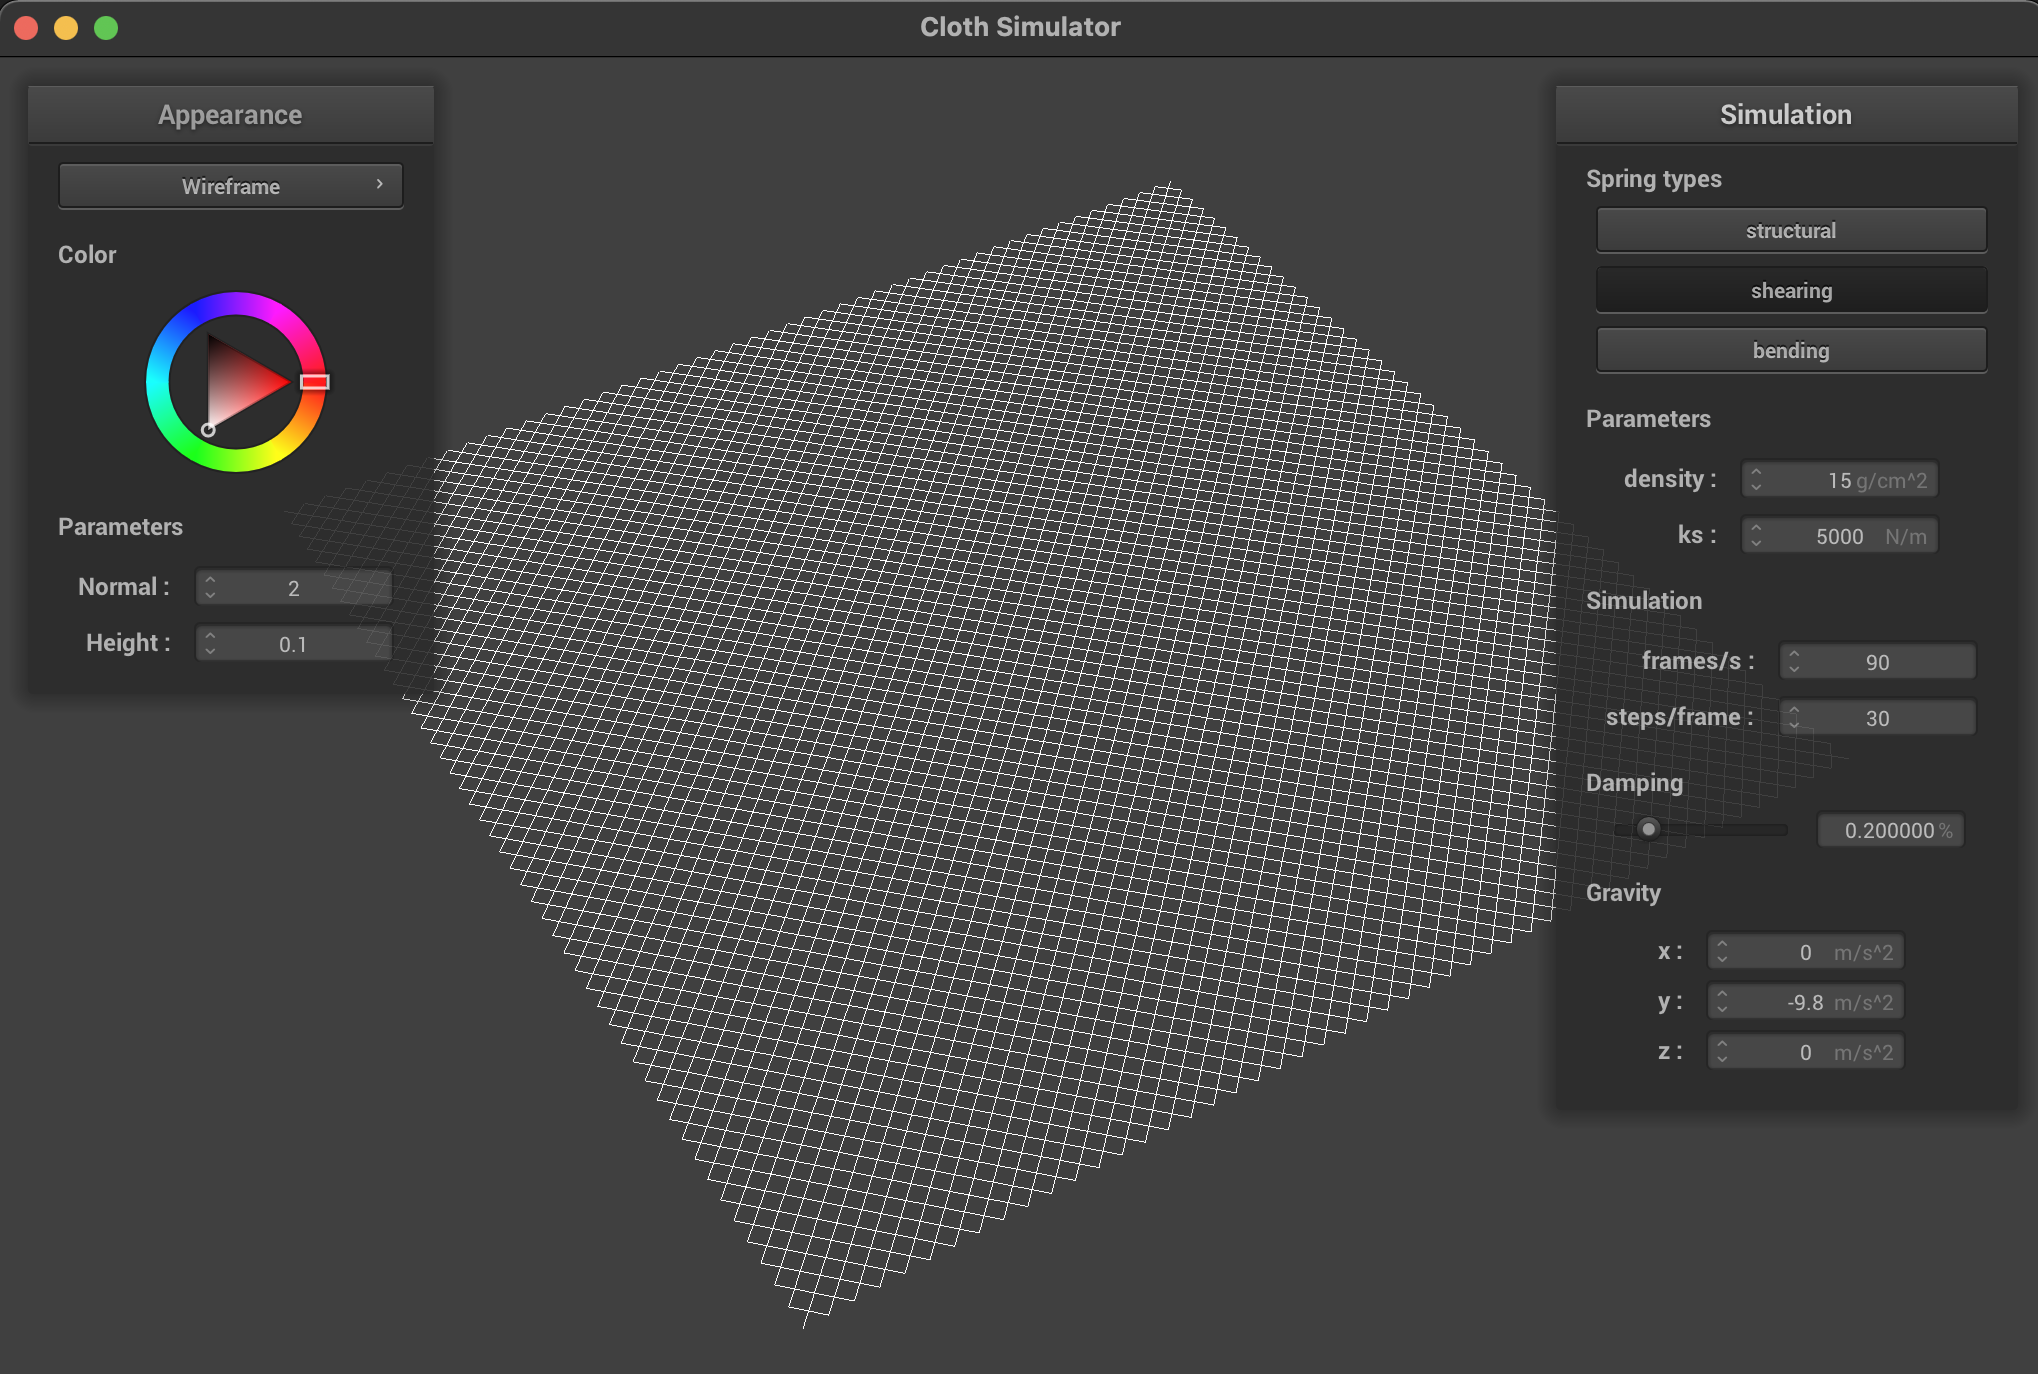 Cloth Simulator
Appearance
Wireframe
Color
Parameters
Normal : 2
Height : 0.1
Simulation
Spring types
structural
shearing
bending
Parameters
density : 15 g/cm^2
ks : 5000 N/m
Simulation
frames/s : 90
steps/frame : 30
Damping
0.200000 %
Gravity
x : 0 m/s^2
y : -9.8 m/s^2
z : 0 m/s^2